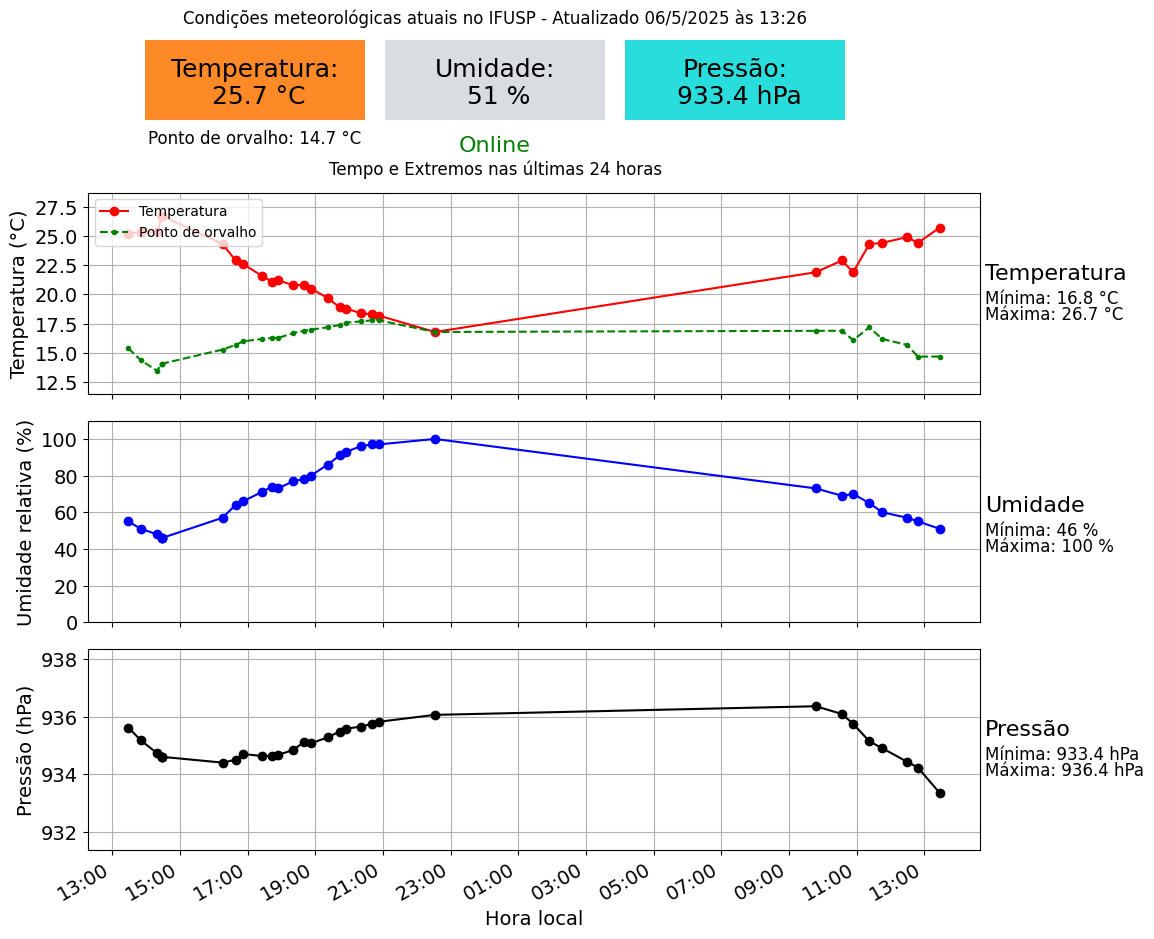 Condições meteorológicas atuais no IFUSP - Atualizado 06/5/2025 às 13:26
Temperatura:
25.7 °C
Umidade:
51 %
Pressão:
933.4 hPa
Ponto de orvalho: 14.7 °C
Online
Tempo e Extremos nas últimas 24 horas
Temperatura (°C)
27.5
25.0
22.5
20.0
17.5
15.0
12.5
Temperatura
Ponto de orvalho
Temperatura
Mínima: 16.8 °C
Máxima: 26.7 °C
Umidade relativa (%)
100
80
60
40
20
0
Umidade
Mínima: 46 %
Máxima: 100 %
Pressão (hPa)
938
936
934
932
Pressão
Mínima: 933.4 hPa
Máxima: 936.4 hPa
13:00
15:00
17:00
19:00
21:00
23:00
01:00
03:00
05:00
07:00
09:00
11:00
13:00
Hora local